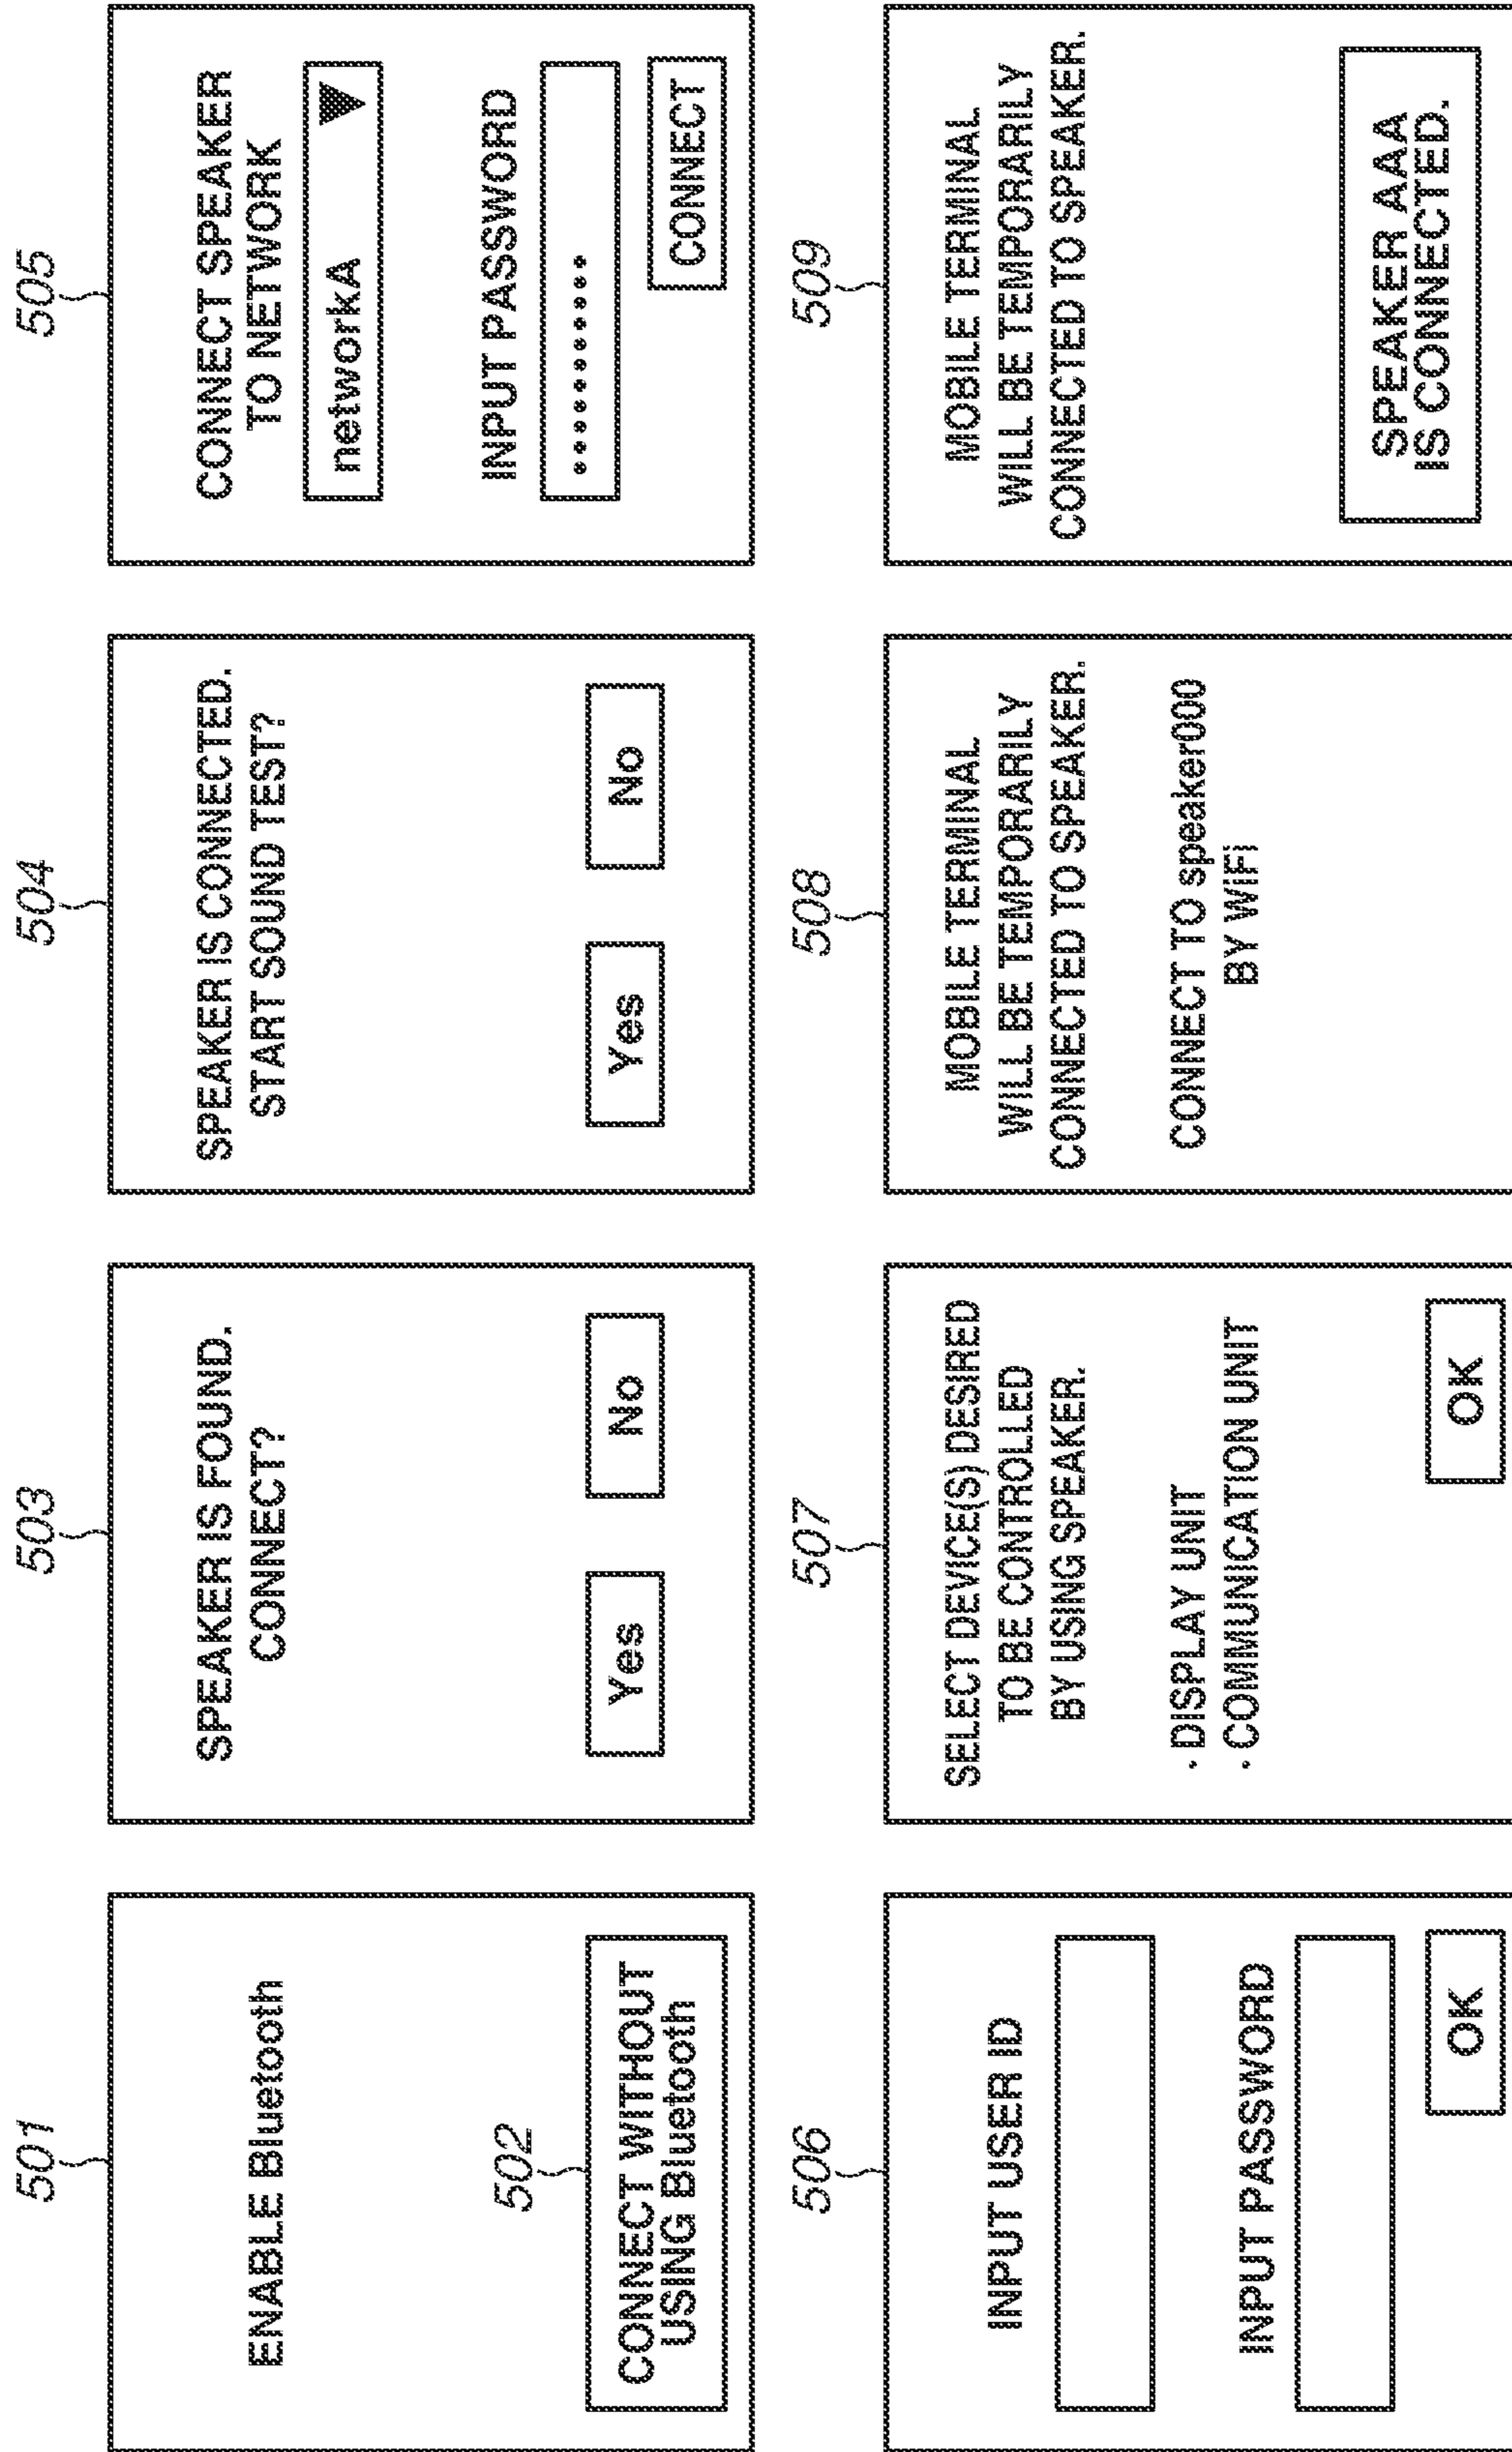 501
ENABLE Bluetooth
502
CONNECT WITHOUT
USING Bluetooth
503
SPEAKER IS FOUND.
CONNECT?
Yes
No
504
SPEAKER IS CONNECTED.
START SOUND TEST?
Yes
No
505
CONNECT SPEAKER
TO NETWORK
networkA
INPUT PASSWORD
•••••••••••
CONNECT
506
INPUT USER ID
INPUT PASSWORD
OK
507
SELECT DEVICE(S) DESIRED
TO BE CONTROLLED
BY USING SPEAKER.
· DISPLAY UNIT
· COMMUNICATION UNIT
OK
508
MOBILE TERMINAL
WILL BE TEMPORARILY
CONNECTED TO SPEAKER.
CONNECT TO speaker000
BY WiFi
509
MOBILE TERMINAL
WILL BE TEMPORARILY
CONNECTED TO SPEAKER.
SPEAKER AAA
IS CONNECTED.